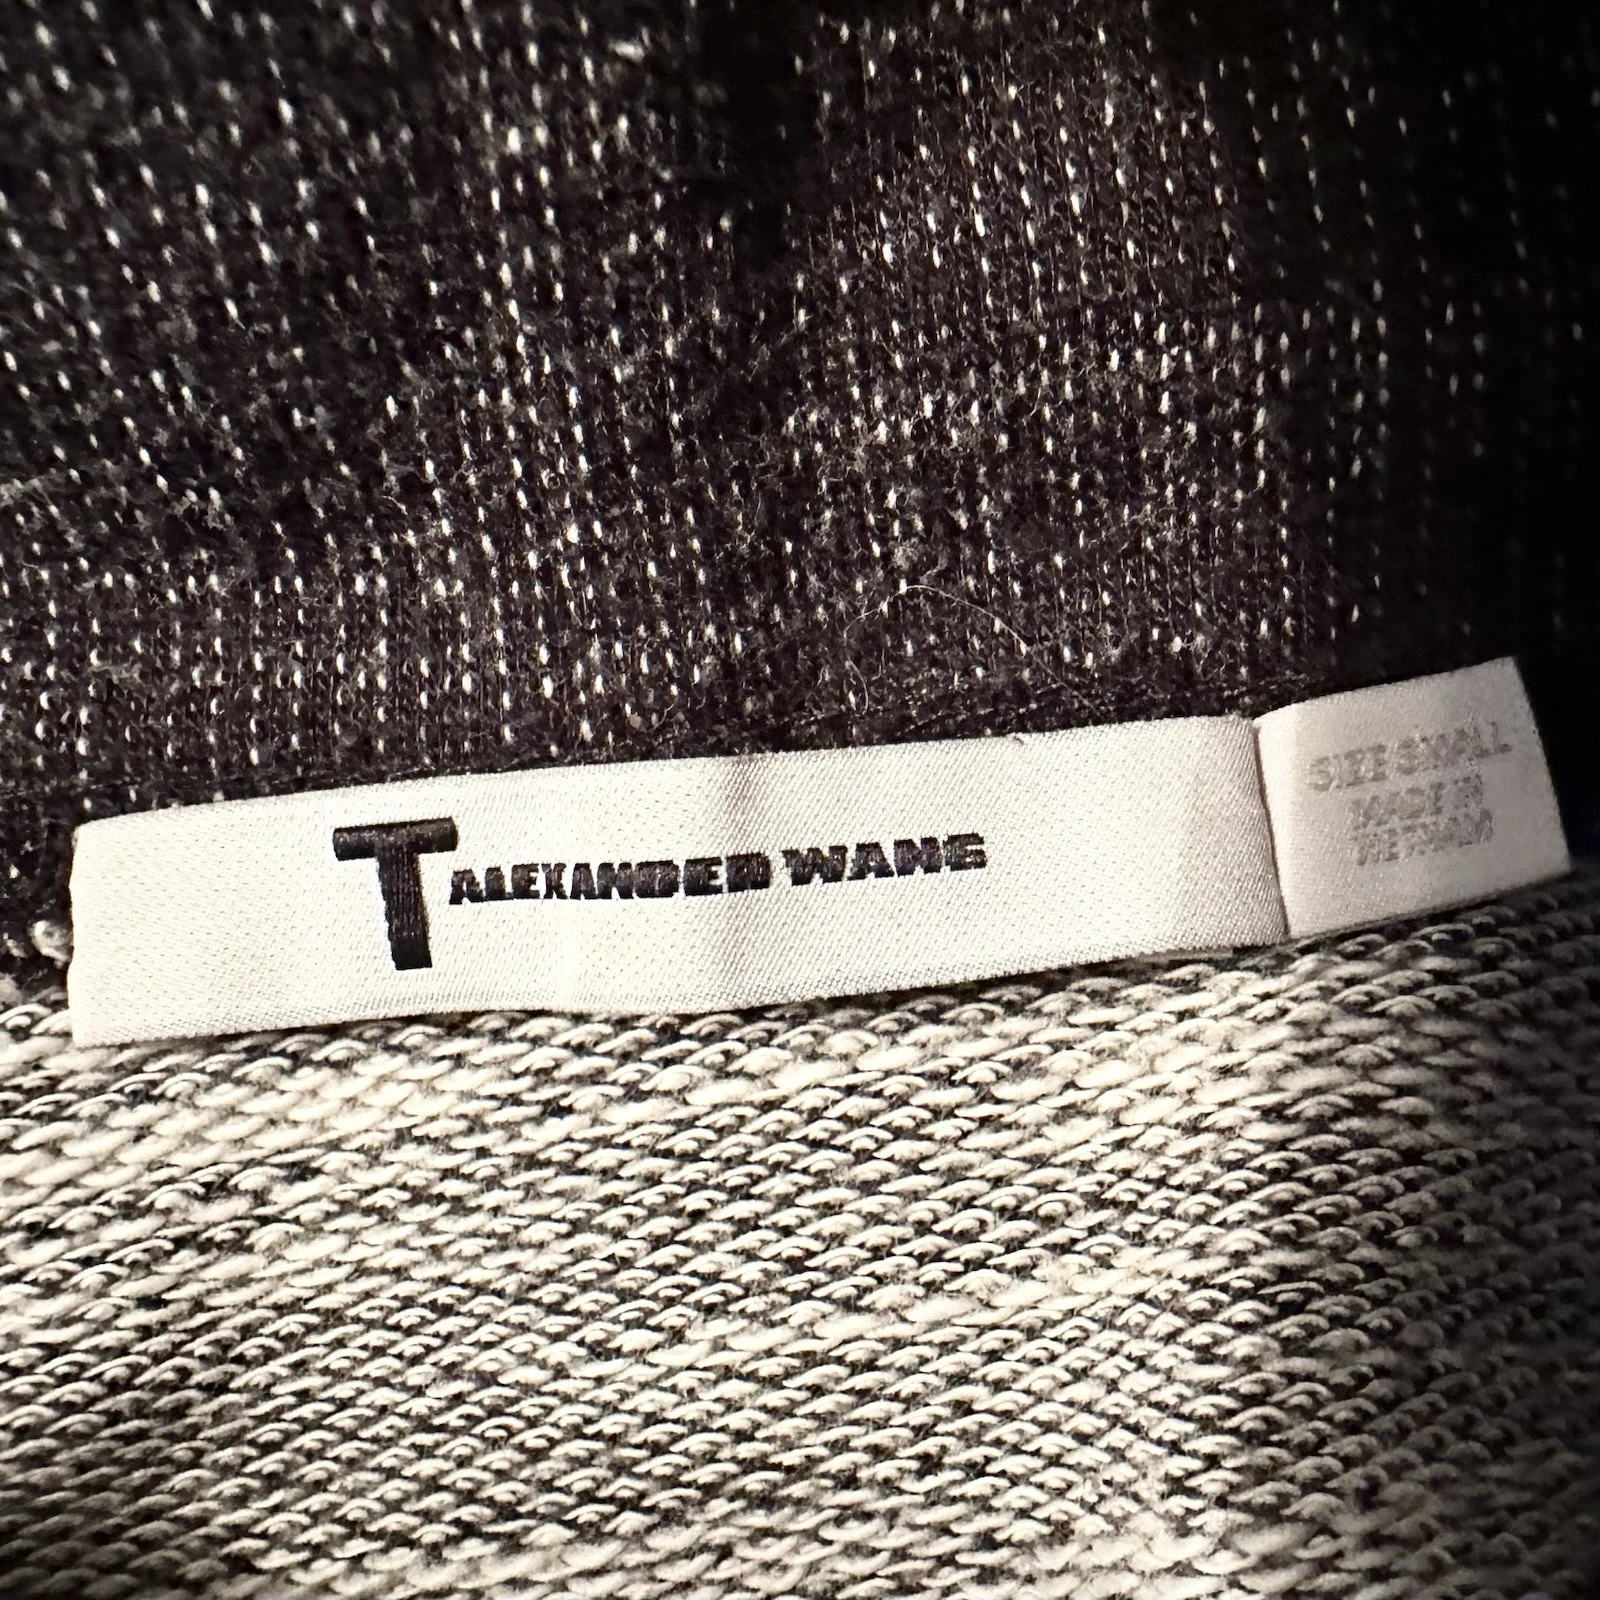 T ALEXANDER WANG
SIZE SMALL
MADE IN
VIETNAM